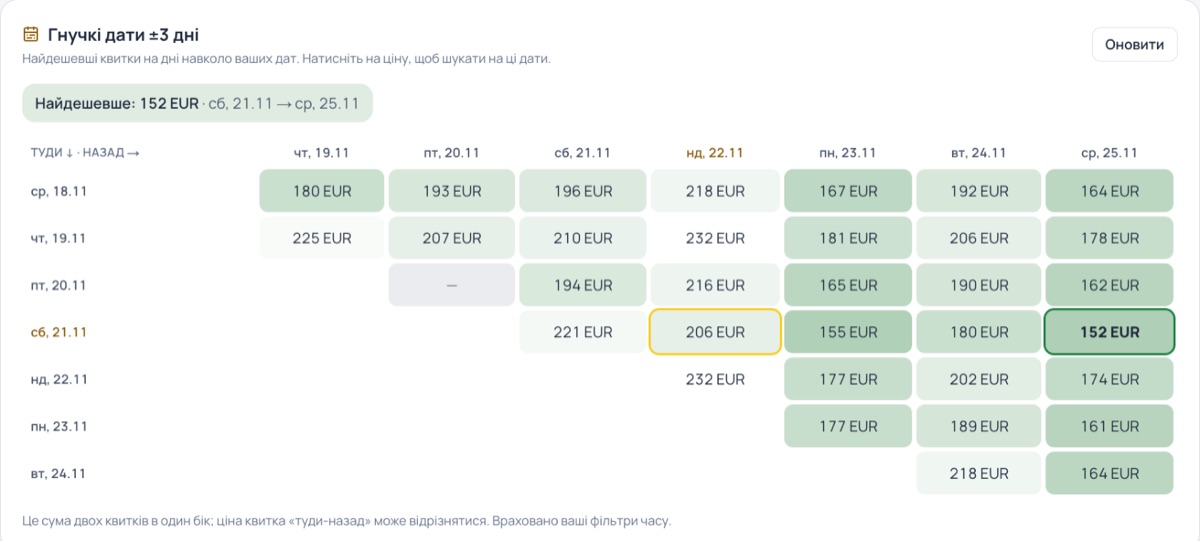 Гнучкі дати ±3 дні
Найдешевші квитки на дні навколо ваших дат. Натисніть на ціну, щоб шукати на ці дати.
Оновити
Найдешевше: 152 EUR · сб, 21.11 → ср, 25.11
ТУДИ ↓ · НАЗАД → чт, 19.11 пт, 20.11 сб, 21.11 нд, 22.11 пн, 23.11 вт, 24.11 ср, 25.11
ср, 18.11 180 EUR 193 EUR 196 EUR 218 EUR 167 EUR 192 EUR 164 EUR
чт, 19.11 225 EUR 207 EUR 210 EUR 232 EUR 181 EUR 206 EUR 178 EUR
пт, 20.11 — 194 EUR 216 EUR 165 EUR 190 EUR 162 EUR
сб, 21.11 221 EUR 206 EUR 155 EUR 180 EUR 152 EUR
нд, 22.11 232 EUR 177 EUR 202 EUR 174 EUR
пн, 23.11 177 EUR 189 EUR 161 EUR
вт, 24.11 218 EUR 164 EUR
Це сума двох квитків в один бік; ціна квитка «туди-назад» може відрізнятися. Враховано ваші фільтри часу.